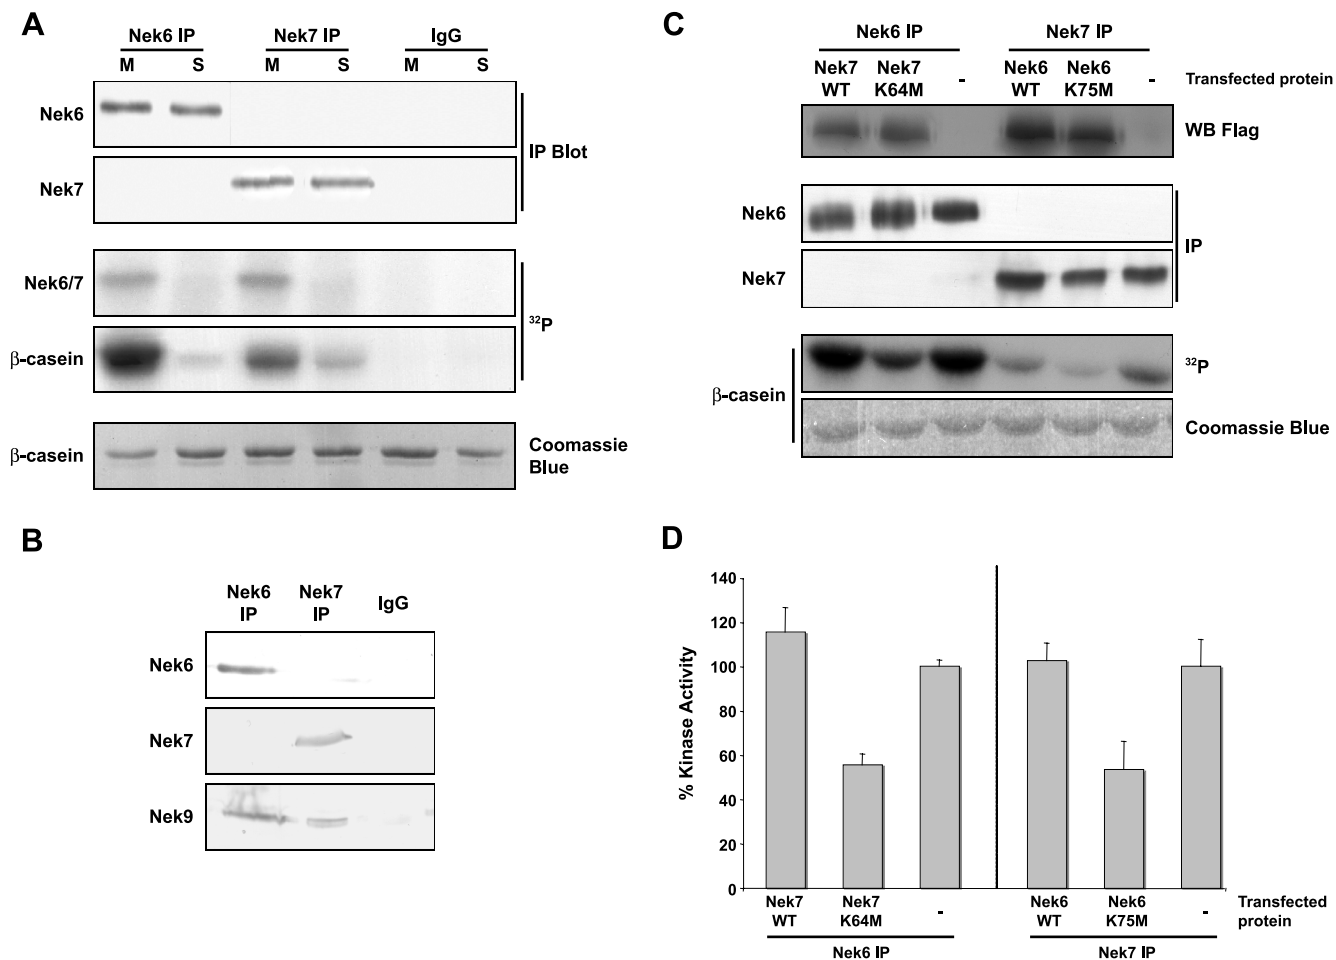 A
Nek6 IP
Nek7 IP
IgG
M
S
M
S
M
S
Nek6
Nek7
IP Blot
Nek6/7
β-casein
32P
β-casein
Coomassie
Blue
B
Nek6
IP
Nek7
IP
IgG
Nek6
Nek7
Nek9
C
Nek6 IP
Nek7 IP
Nek7
WT
Nek7
K64M
-
Nek6
WT
Nek6
K75M
-
Transfected protein
WB Flag
Nek6
Nek7
IP
β-casein
32P
Coomassie Blue
D
% Kinase Activity
140
120
100
80
60
40
20
0
Nek7
WT
Nek7
K64M
-
Nek6
WT
Nek6
K75M
-
Transfected
protein
Nek6 IP
Nek7 IP